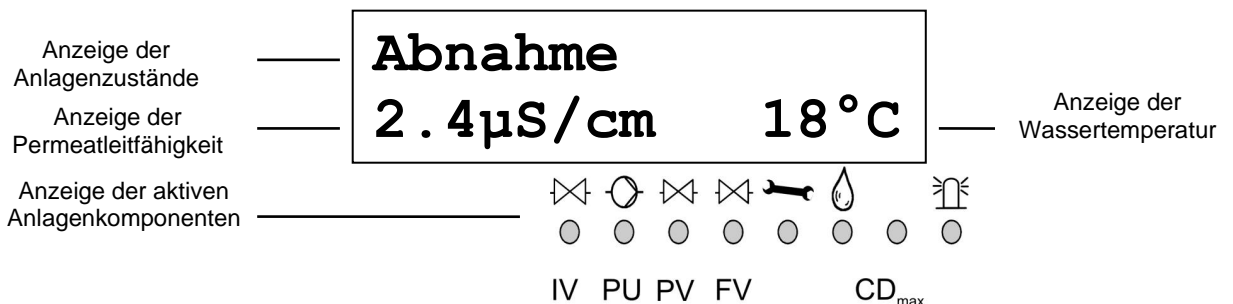 Anzeige der
Anlagenzustände
Abnahme
Anzeige der
Permeatleitfähigkeit
2.4µS/cm 18°C
Anzeige der
Wassertemperatur
Anzeige der aktiven
Anlagenkomponenten
IV PU PV FV CDmax